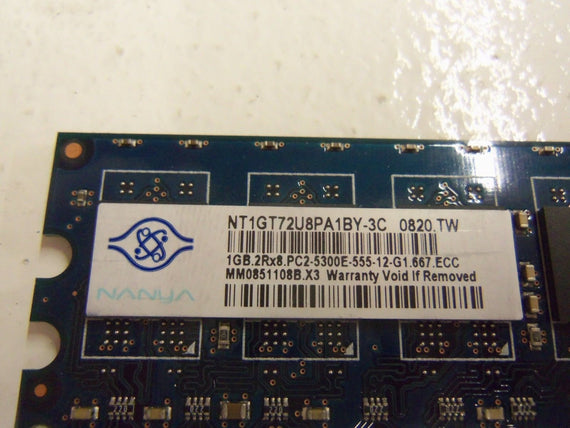 NT1GT72U8PA1BY-3C 0820.TW
1GB.2Rx8.PC2-5300E-555-12-G1.667.ECC
MM0851108B.X3 Warranty Void If Removed
NANYA